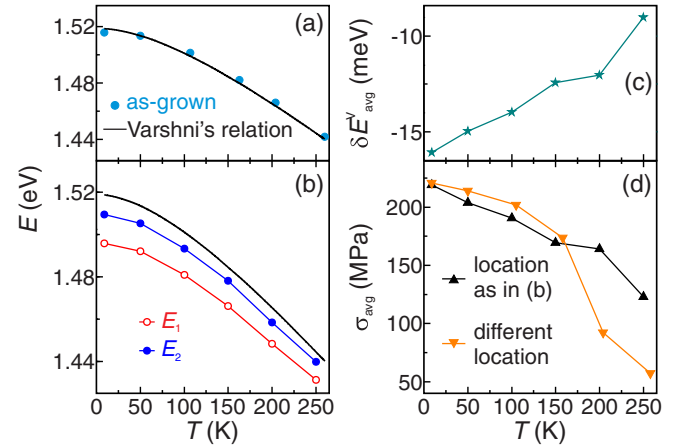 1.52
1.48
1.44
(a)
as-grown
Varshni's relation
E (eV)
1.52
1.48
1.44
(b)
E₁
E₂
0 50 100 150 200 250
T (K)
-10
-15
δEᵛavg (meV)
(c)
200
150
100
50
σavg (MPa)
(d)
location
as in (b)
different
location
0 50 100 150 200 250
T (K)